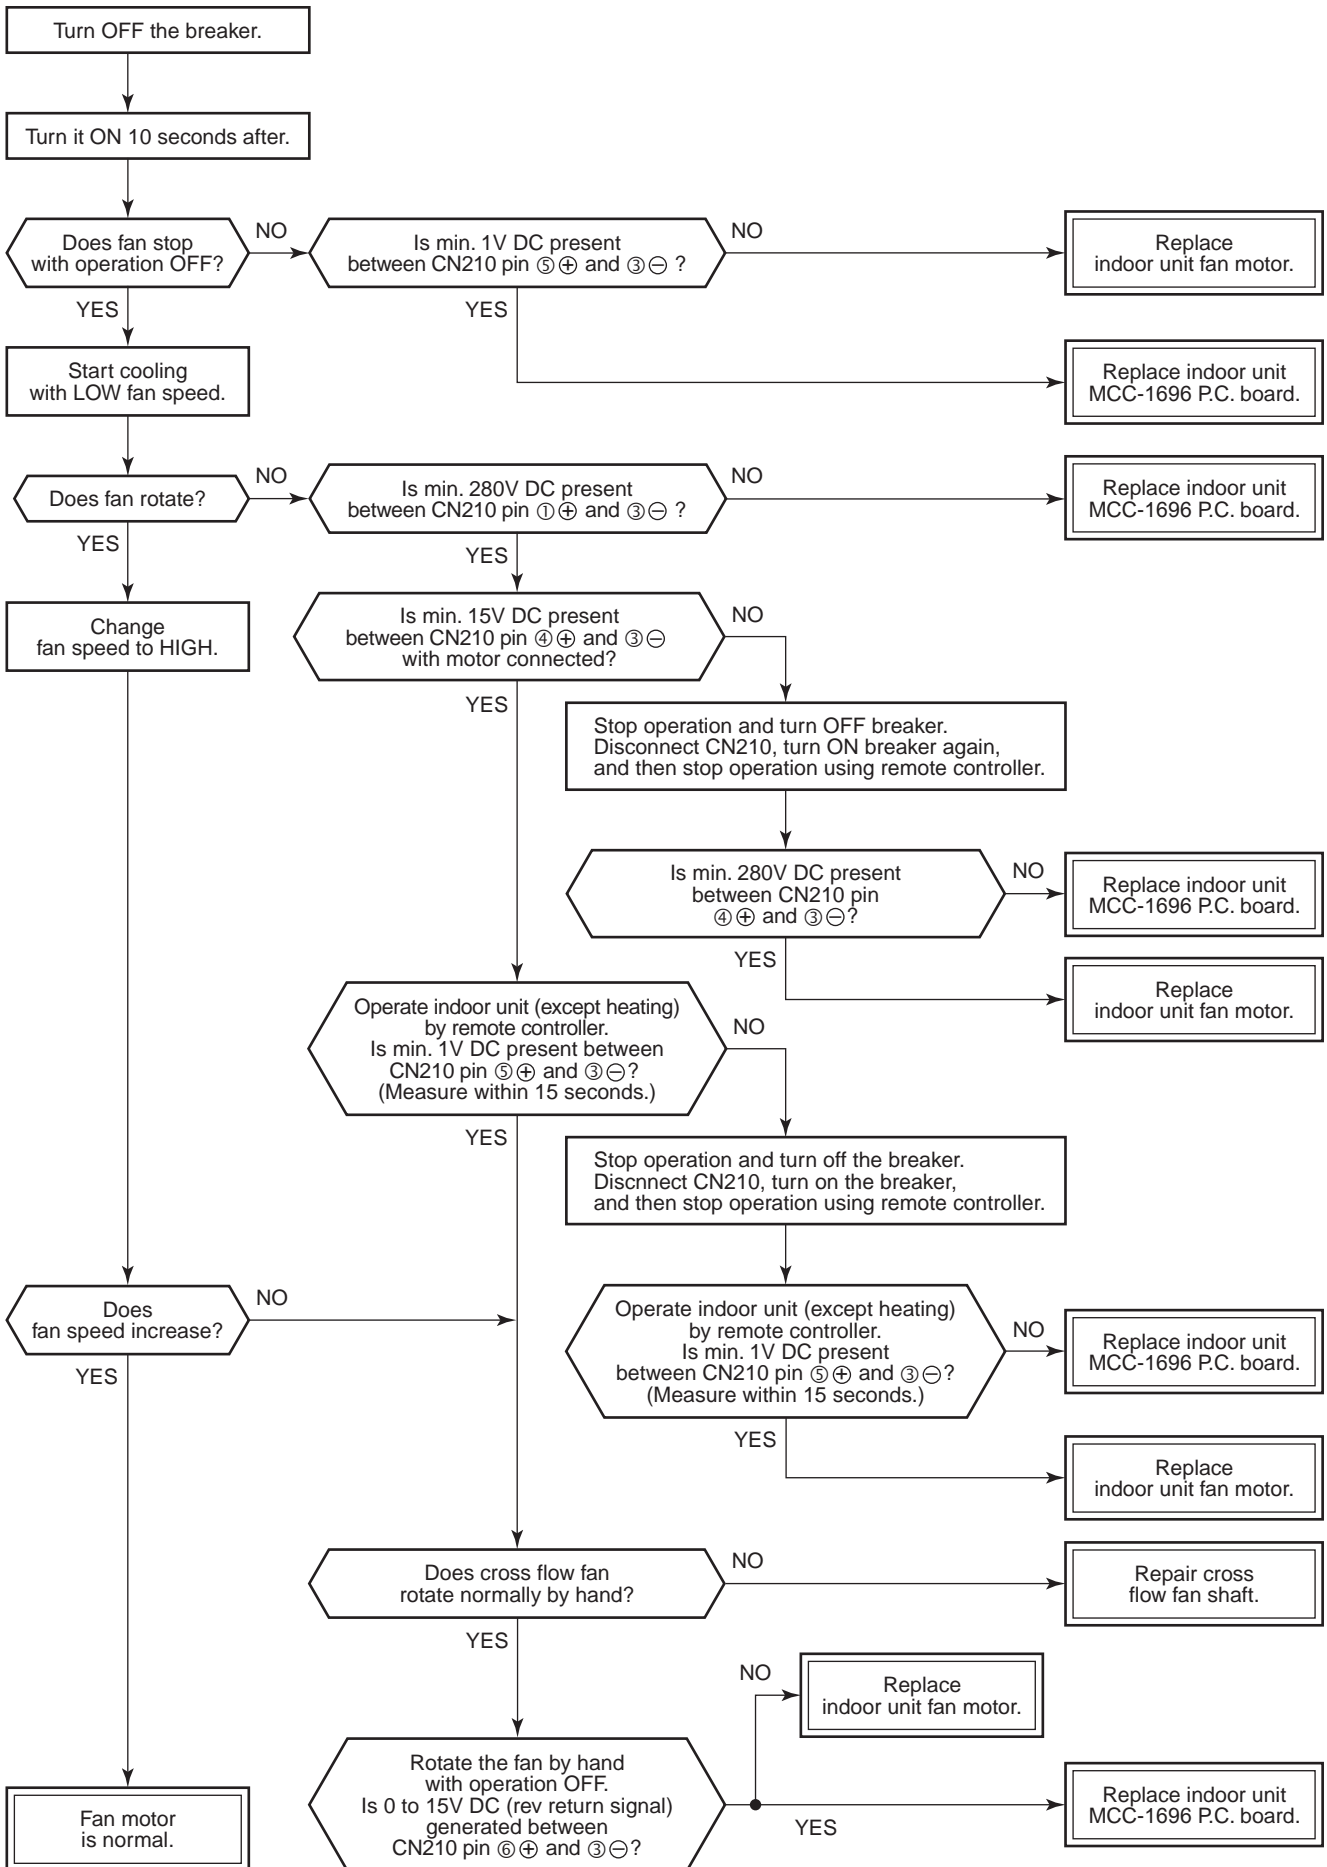 Turn OFF the breaker.
Turn it ON 10 seconds after.
Does fan stop
with operation OFF?
NO
YES
Is min. 1V DC present
between CN210 pin ⑤⊕ and ③⊖ ?
NO
YES
Replace
indoor unit fan motor.
Replace indoor unit
MCC-1696 P.C. board.
Start cooling
with LOW fan speed.
Does fan rotate?
NO
YES
Is min. 280V DC present
between CN210 pin ①⊕ and ③⊖ ?
NO
YES
Replace indoor unit
MCC-1696 P.C. board.
Change
fan speed to HIGH.
Is min. 15V DC present
between CN210 pin ④⊕ and ③⊖
with motor connected?
NO
YES
Stop operation and turn OFF breaker.
Disconnect CN210, turn ON breaker again,
and then stop operation using remote controller.
Is min. 280V DC present
between CN210 pin
④⊕ and ③⊖?
NO
YES
Replace indoor unit
MCC-1696 P.C. board.
Replace
indoor unit fan motor.
Operate indoor unit (except heating)
by remote controller.
Is min. 1V DC present between
CN210 pin ⑤⊕ and ③⊖?
(Measure within 15 seconds.)
NO
YES
Stop operation and turn off the breaker.
Discnnect CN210, turn on the breaker,
and then stop operation using remote controller.
Does
fan speed increase?
NO
YES
Operate indoor unit (except heating)
by remote controller.
Is min. 1V DC present
between CN210 pin ⑤⊕ and ③⊖?
(Measure within 15 seconds.)
NO
YES
Replace indoor unit
MCC-1696 P.C. board.
Replace
indoor unit fan motor.
Does cross flow fan
rotate normally by hand?
NO
YES
Repair cross
flow fan shaft.
Rotate the fan by hand
with operation OFF.
Is 0 to 15V DC (rev return signal)
generated between
CN210 pin ⑥⊕ and ③⊖?
NO
YES
Replace
indoor unit fan motor.
Replace indoor unit
MCC-1696 P.C. board.
Fan motor
is normal.